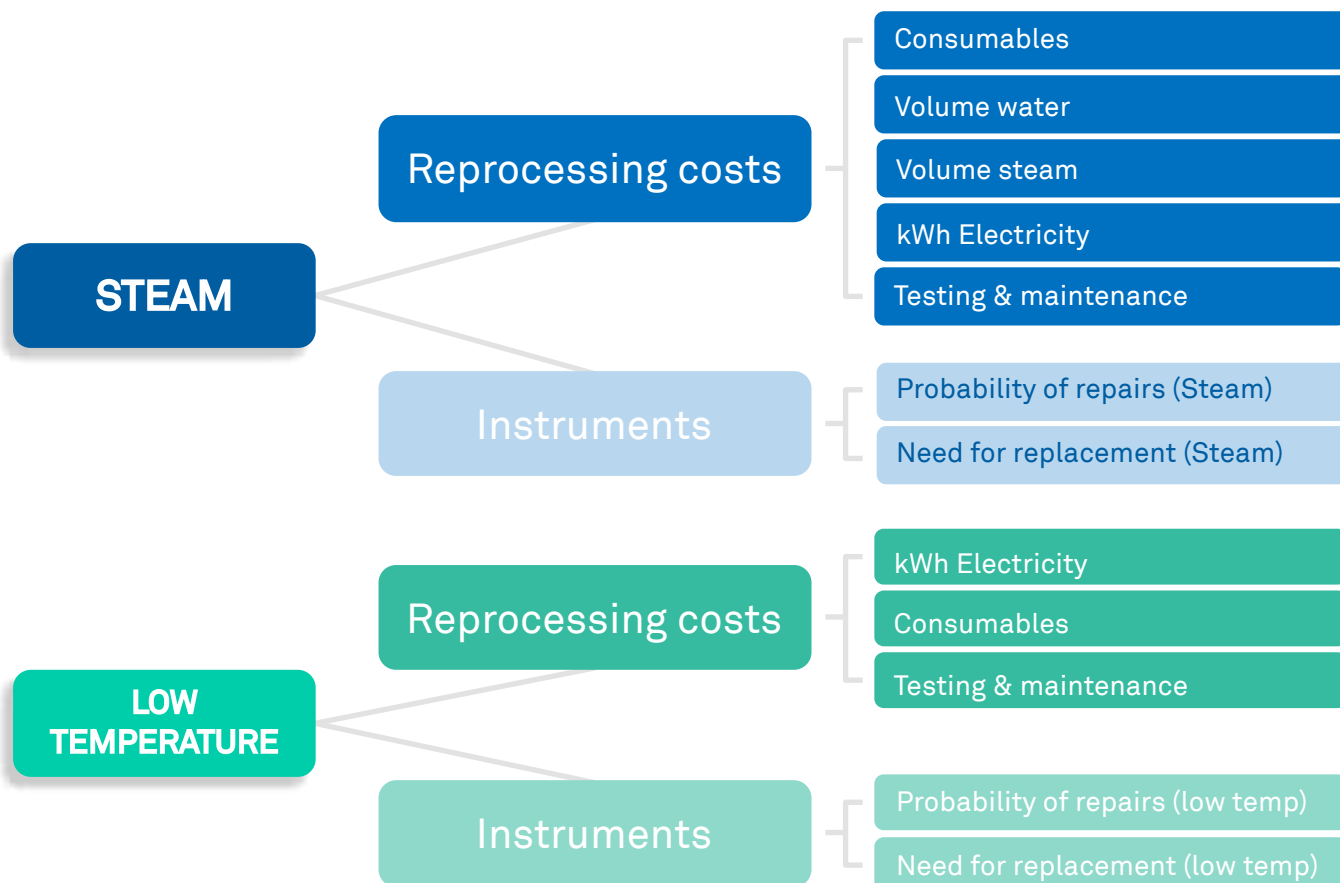 STEAM
Reprocessing costs
Consumables
Volume water
Volume steam
kWh Electricity
Testing & maintenance
Instruments
Probability of repairs (Steam)
Need for replacement (Steam)
LOW
TEMPERATURE
Reprocessing costs
kWh Electricity
Consumables
Testing & maintenance
Instruments
Probability of repairs (low temp)
Need for replacement (low temp)